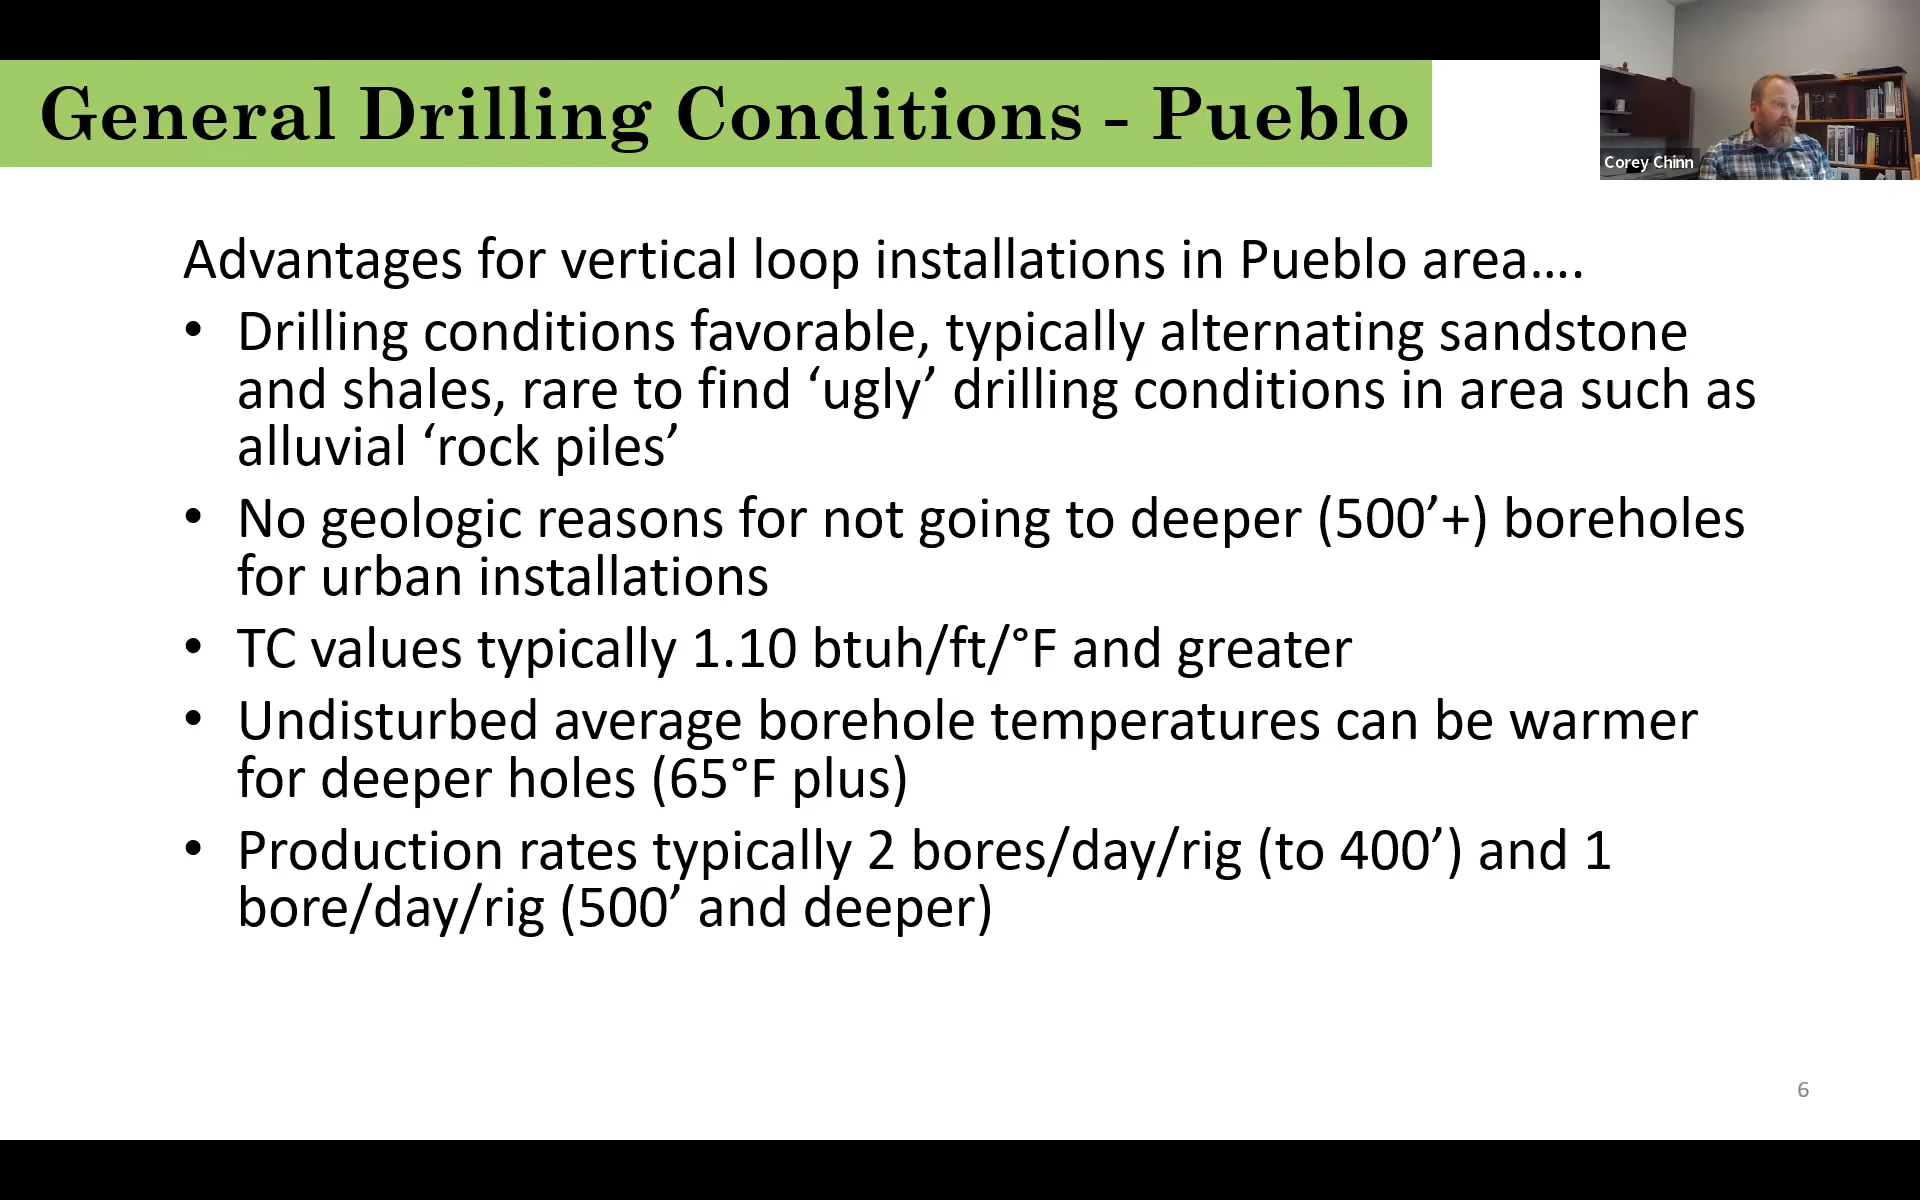 General Drilling Conditions - Pueblo
Corey Chinn
Advantages for vertical loop installations in Pueblo area….
• Drilling conditions favorable, typically alternating sandstone
and shales, rare to find ‘ugly’ drilling conditions in area such as
alluvial ‘rock piles’
• No geologic reasons for not going to deeper (500’+) boreholes
for urban installations
• TC values typically 1.10 btuh/ft/°F and greater
• Undisturbed average borehole temperatures can be warmer
for deeper holes (65°F plus)
• Production rates typically 2 bores/day/rig (to 400’) and 1
bore/day/rig (500’ and deeper)
6